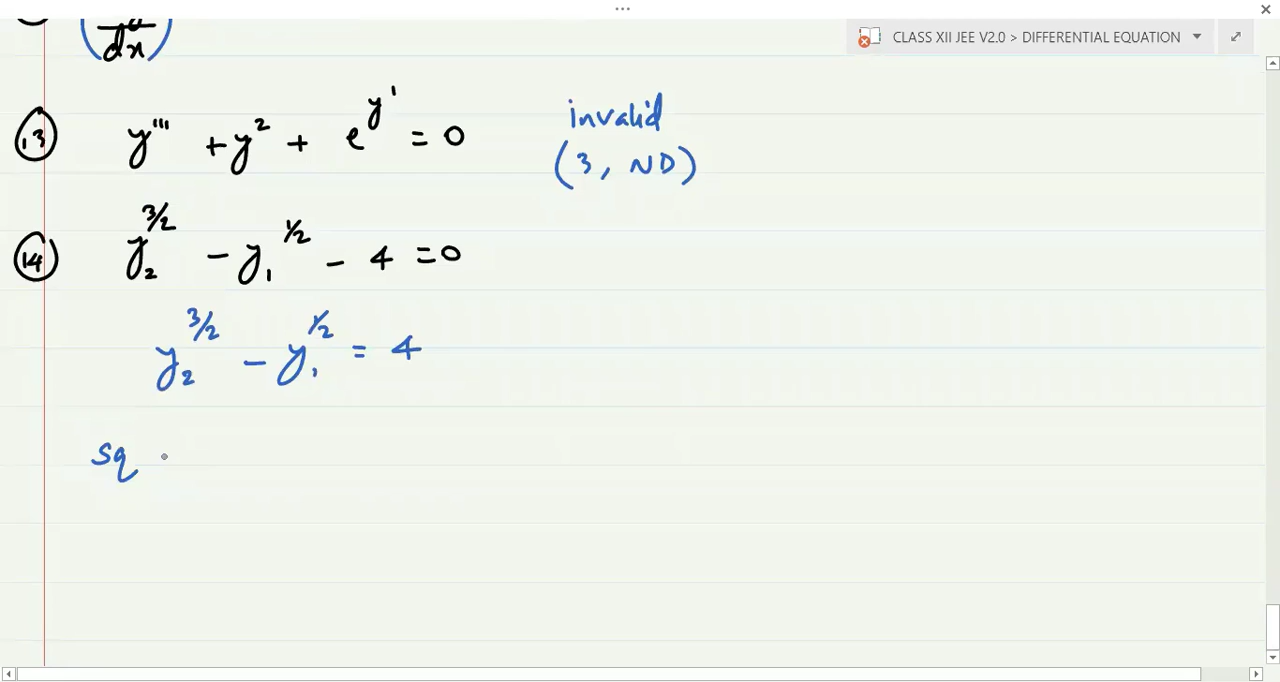 CLASS XII JEE V2.0 > DIFFERENTIAL EQUATION
dx
13 y''' + y² + e^y' = 0 invalid
(3, ND)
14 y₂^3/2 - y₁^1/2 - 4 = 0
y₂^3/2 - y₁^1/2 = 4
sq